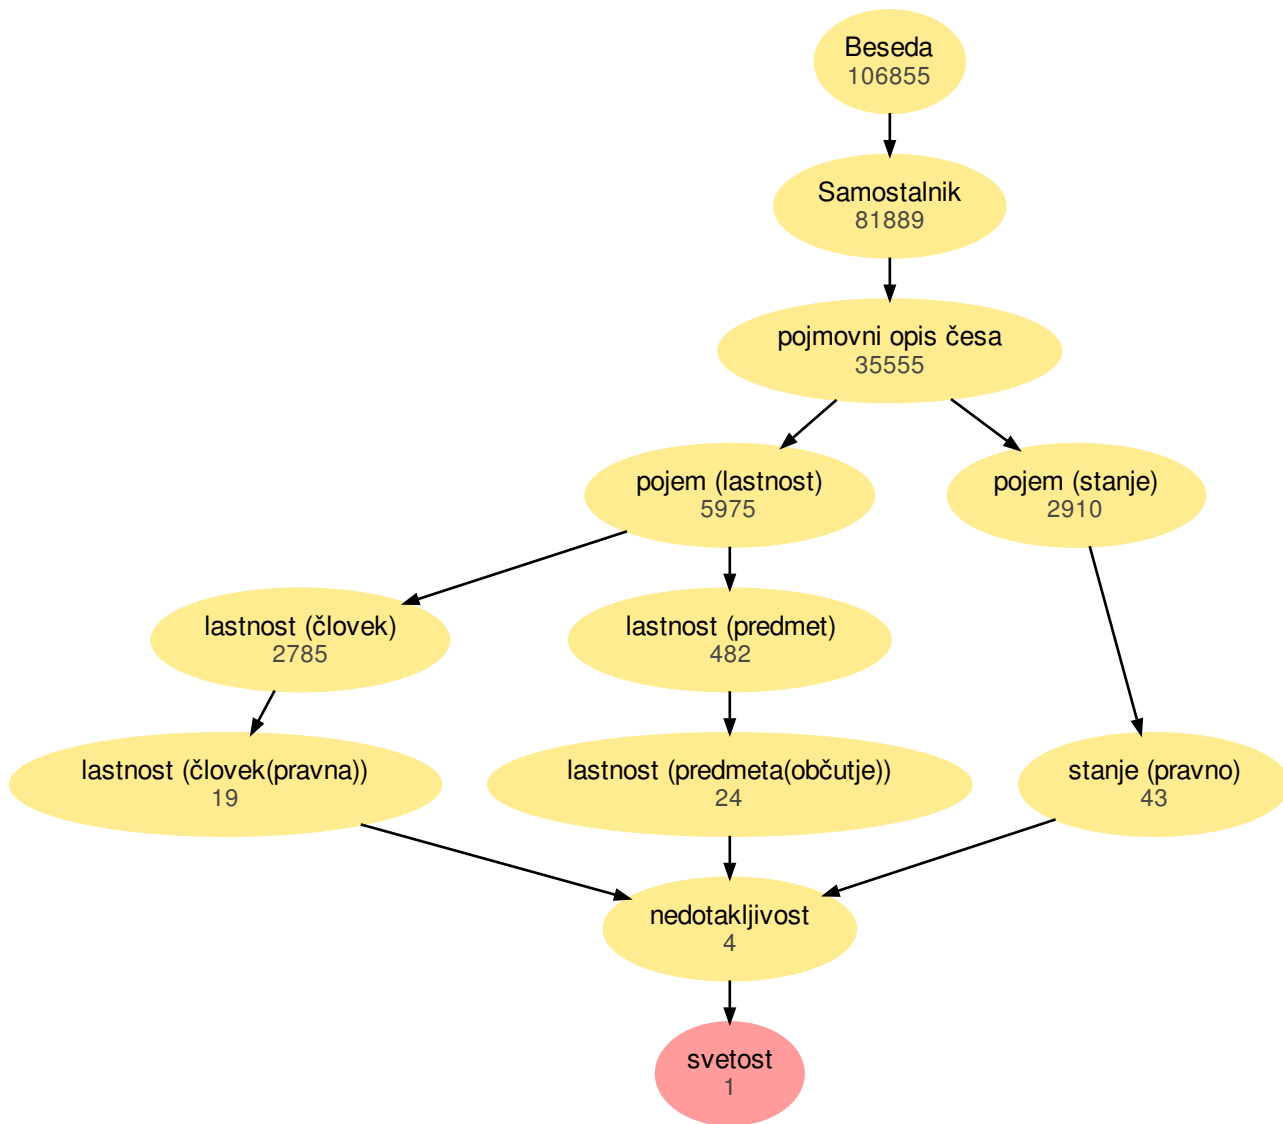 Beseda
106855
Samostalnik
81889
pojmovni opis česa
35555
pojem (lastnost)
5975
pojem (stanje)
2910
lastnost (človek)
2785
lastnost (predmet)
482
lastnost (človek(pravna))
19
lastnost (predmeta(občutje))
24
stanje (pravno)
43
nedotakljivost
4
svetost
1